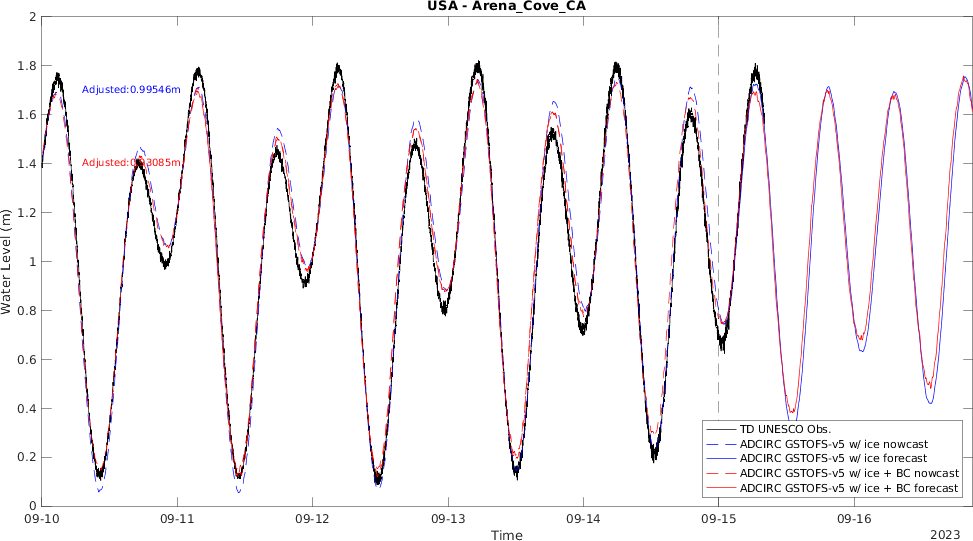 USA - Arena_Cove_CA
2
1.8
1.6
1.4
1.2
1
0.8
0.6
0.4
0.2
0
Water Level (m)
Adjusted:0.99546m
Adjusted:0.93085m
TD UNESCO Obs.
ADCIRC GSTOFS-v5 w/ ice nowcast
ADCIRC GSTOFS-v5 w/ ice forecast
ADCIRC GSTOFS-v5 w/ ice + BC nowcast
ADCIRC GSTOFS-v5 w/ ice + BC forecast
09-10 09-11 09-12 09-13 09-14 09-15 09-16
Time
2023